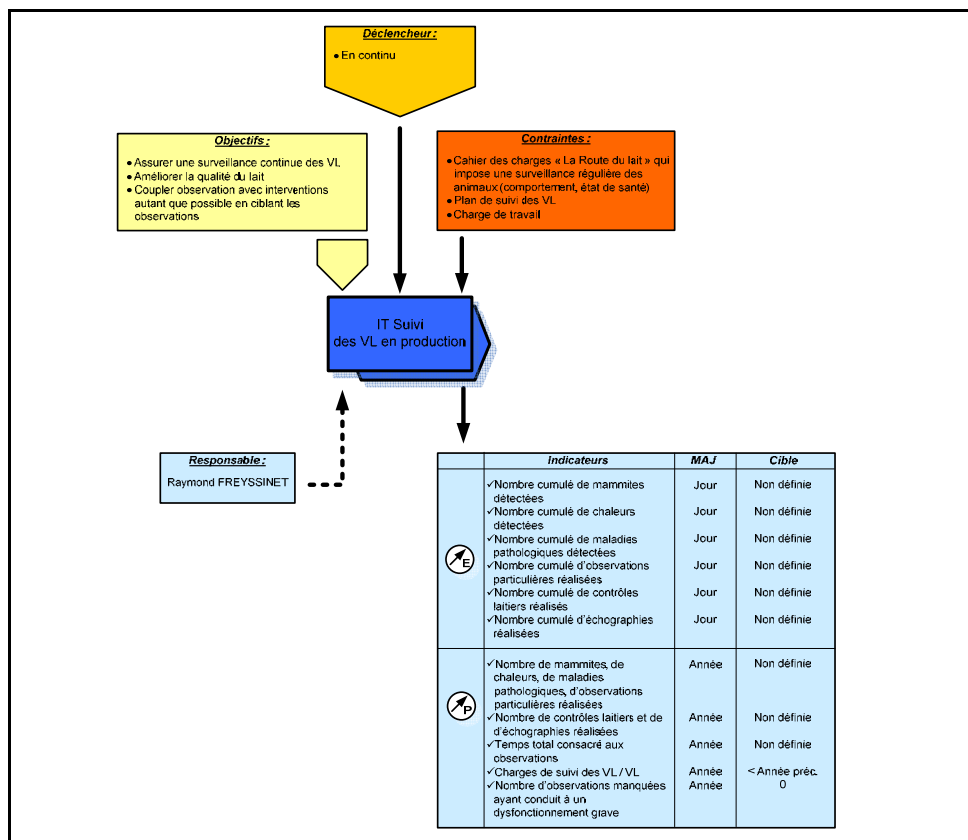 Déclencheur :
• En continu
Objectifs :
• Assurer une surveillance continue des VL
• Améliorer la qualité du lait
• Coupler observation avec interventions
autant que possible en ciblant les
observations
Contraintes :
• Cahier des charges « La Route du lait » qui
impose une surveillance régulière des
animaux (comportement, état de santé)
• Plan de suivi des VL
• Charge de travail
IT Suivi
des VL en production
Responsable :
Raymond FREYSSINET
Indicateurs MAJ Cible
E
✓Nombre cumulé de mammites Jour Non définie
détectées
✓Nombre cumulé de chaleurs Jour Non définie
détectées
✓Nombre cumulé de maladies Jour Non définie
pathologiques détectées
✓Nombre cumulé d'observations Jour Non définie
particulières réalisées
✓Nombre cumulé de contrôles Jour Non définie
laitiers réalisés
✓Nombre cumulé d'échographies Jour Non définie
réalisées
P
✓Nombre de mammites, de Année Non définie
chaleurs, de maladies
pathologiques, d'observations
particulières réalisées
✓Nombre de contrôles laitiers et de Année Non définie
d'échographies réalisées
✓Temps total consacré aux Année Non définie
observations
✓Charges de suivi des VL / VL Année < Année préc.
✓Nombre d'observations manquées Année 0
ayant conduit à un
dysfonctionnement grave